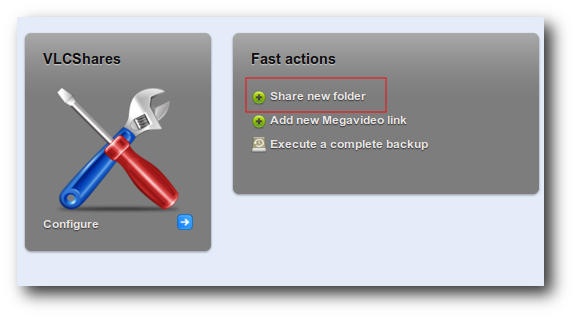 VLCShares
Configure
Fast actions
Share new folder
Add new Megavideo link
Execute a complete backup